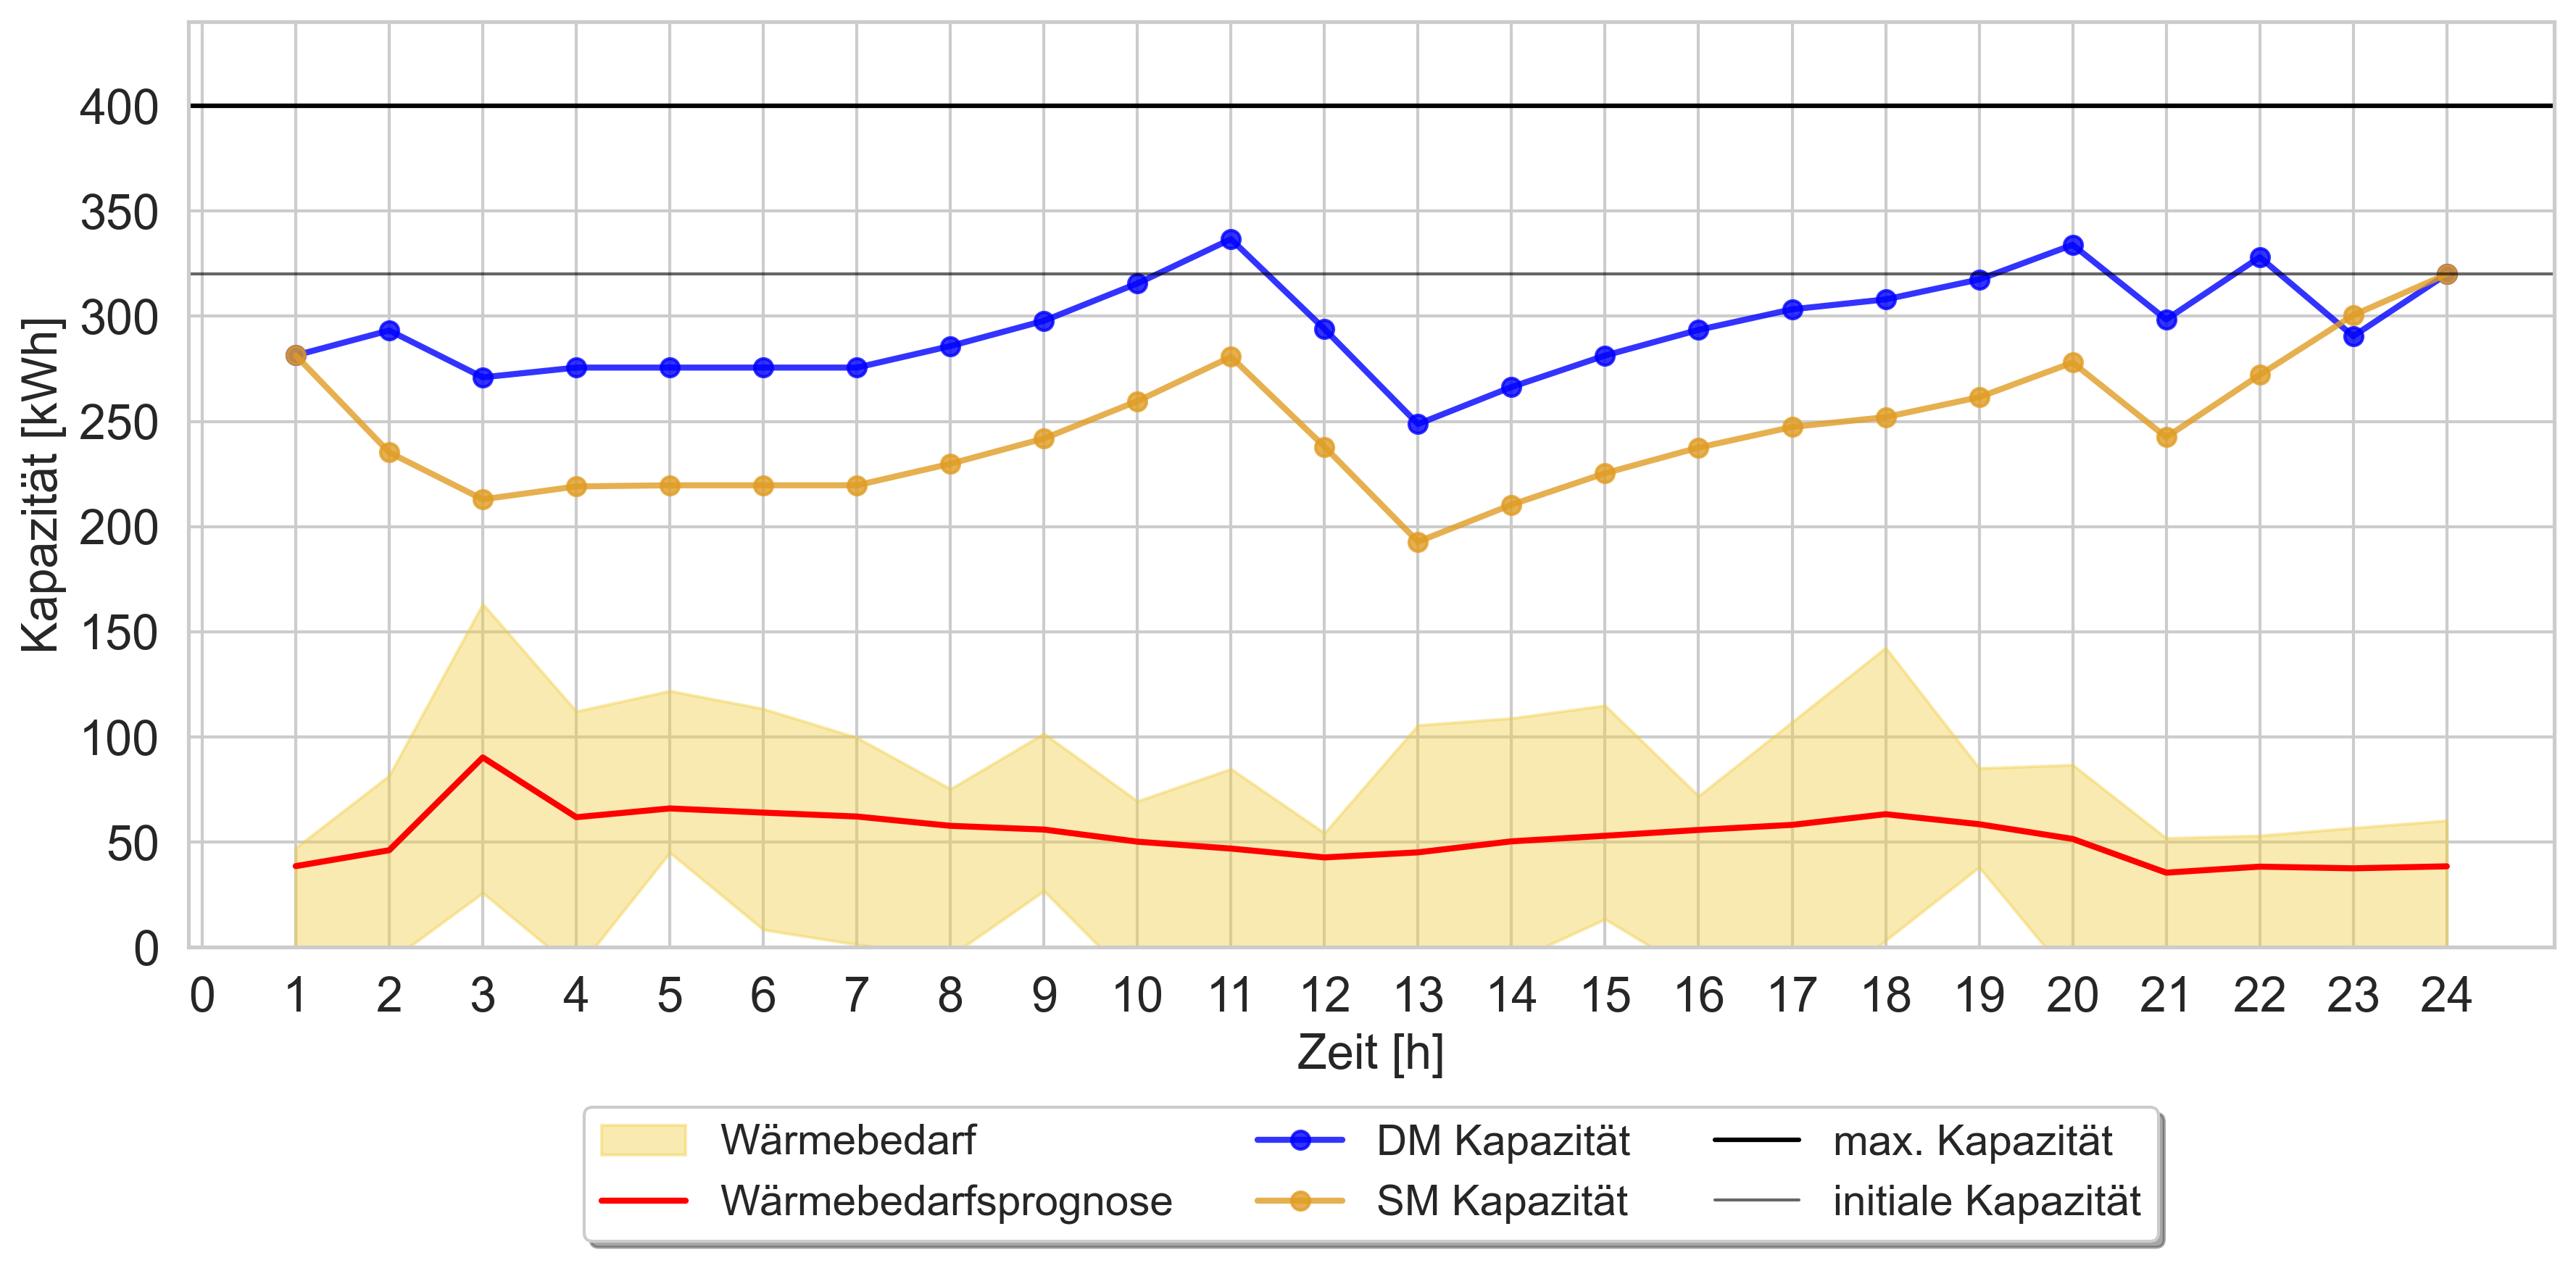 Kapazität [kWh]
400
350
300
250
200
150
100
50
0
0 1 2 3 4 5 6 7 8 9 10 11 12 13 14 15 16 17 18 19 20 21 22 23 24
Zeit [h]
Wärmebedarf
Wärmebedarfsprognose
DM Kapazität
SM Kapazität
max. Kapazität
initiale Kapazität